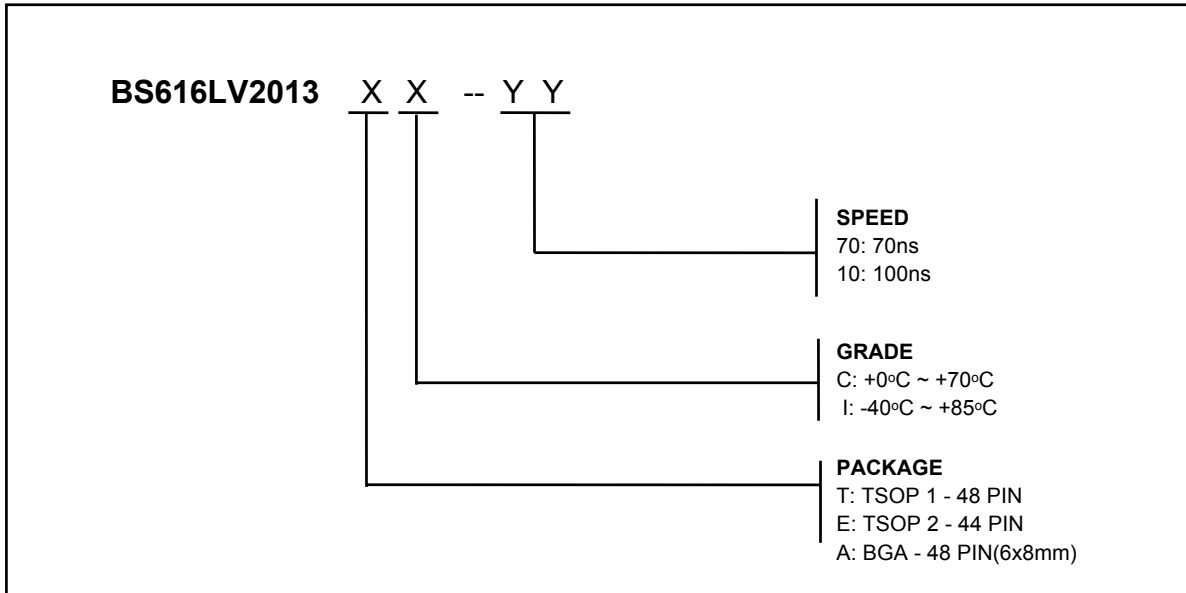 BS616LV2013 X X -- Y Y
SPEED
70: 70ns
10: 100ns
GRADE
C: +0oC ~ +70oC
I: -40oC ~ +85oC
PACKAGE
T: TSOP 1 - 48 PIN
E: TSOP 2 - 44 PIN
A: BGA - 48 PIN(6x8mm)